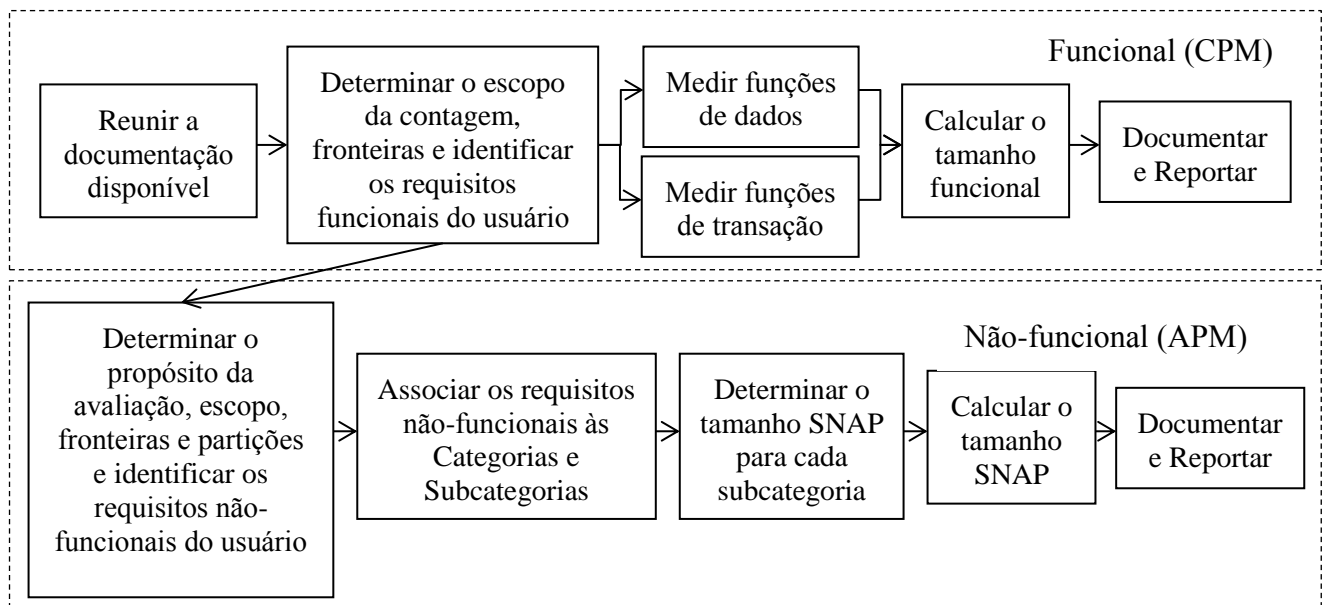 Funcional (CPM)
Reunir a
documentação
disponível
Determinar o escopo
da contagem,
fronteiras e identificar
os requisitos
funcionais do usuário
Medir funções
de dados
Medir funções
de transação
Calcular o
tamanho
funcional
Documentar
e Reportar
Não-funcional (APM)
Determinar o
propósito da
avaliação, escopo,
fronteiras e partições
e identificar os
requisitos não-
funcionais do usuário
Associar os requisitos
não-funcionais às
Categorias e
Subcategorias
Determinar o
tamanho SNAP
para cada
subcategoria
Calcular o
tamanho
SNAP
Documentar
e Reportar